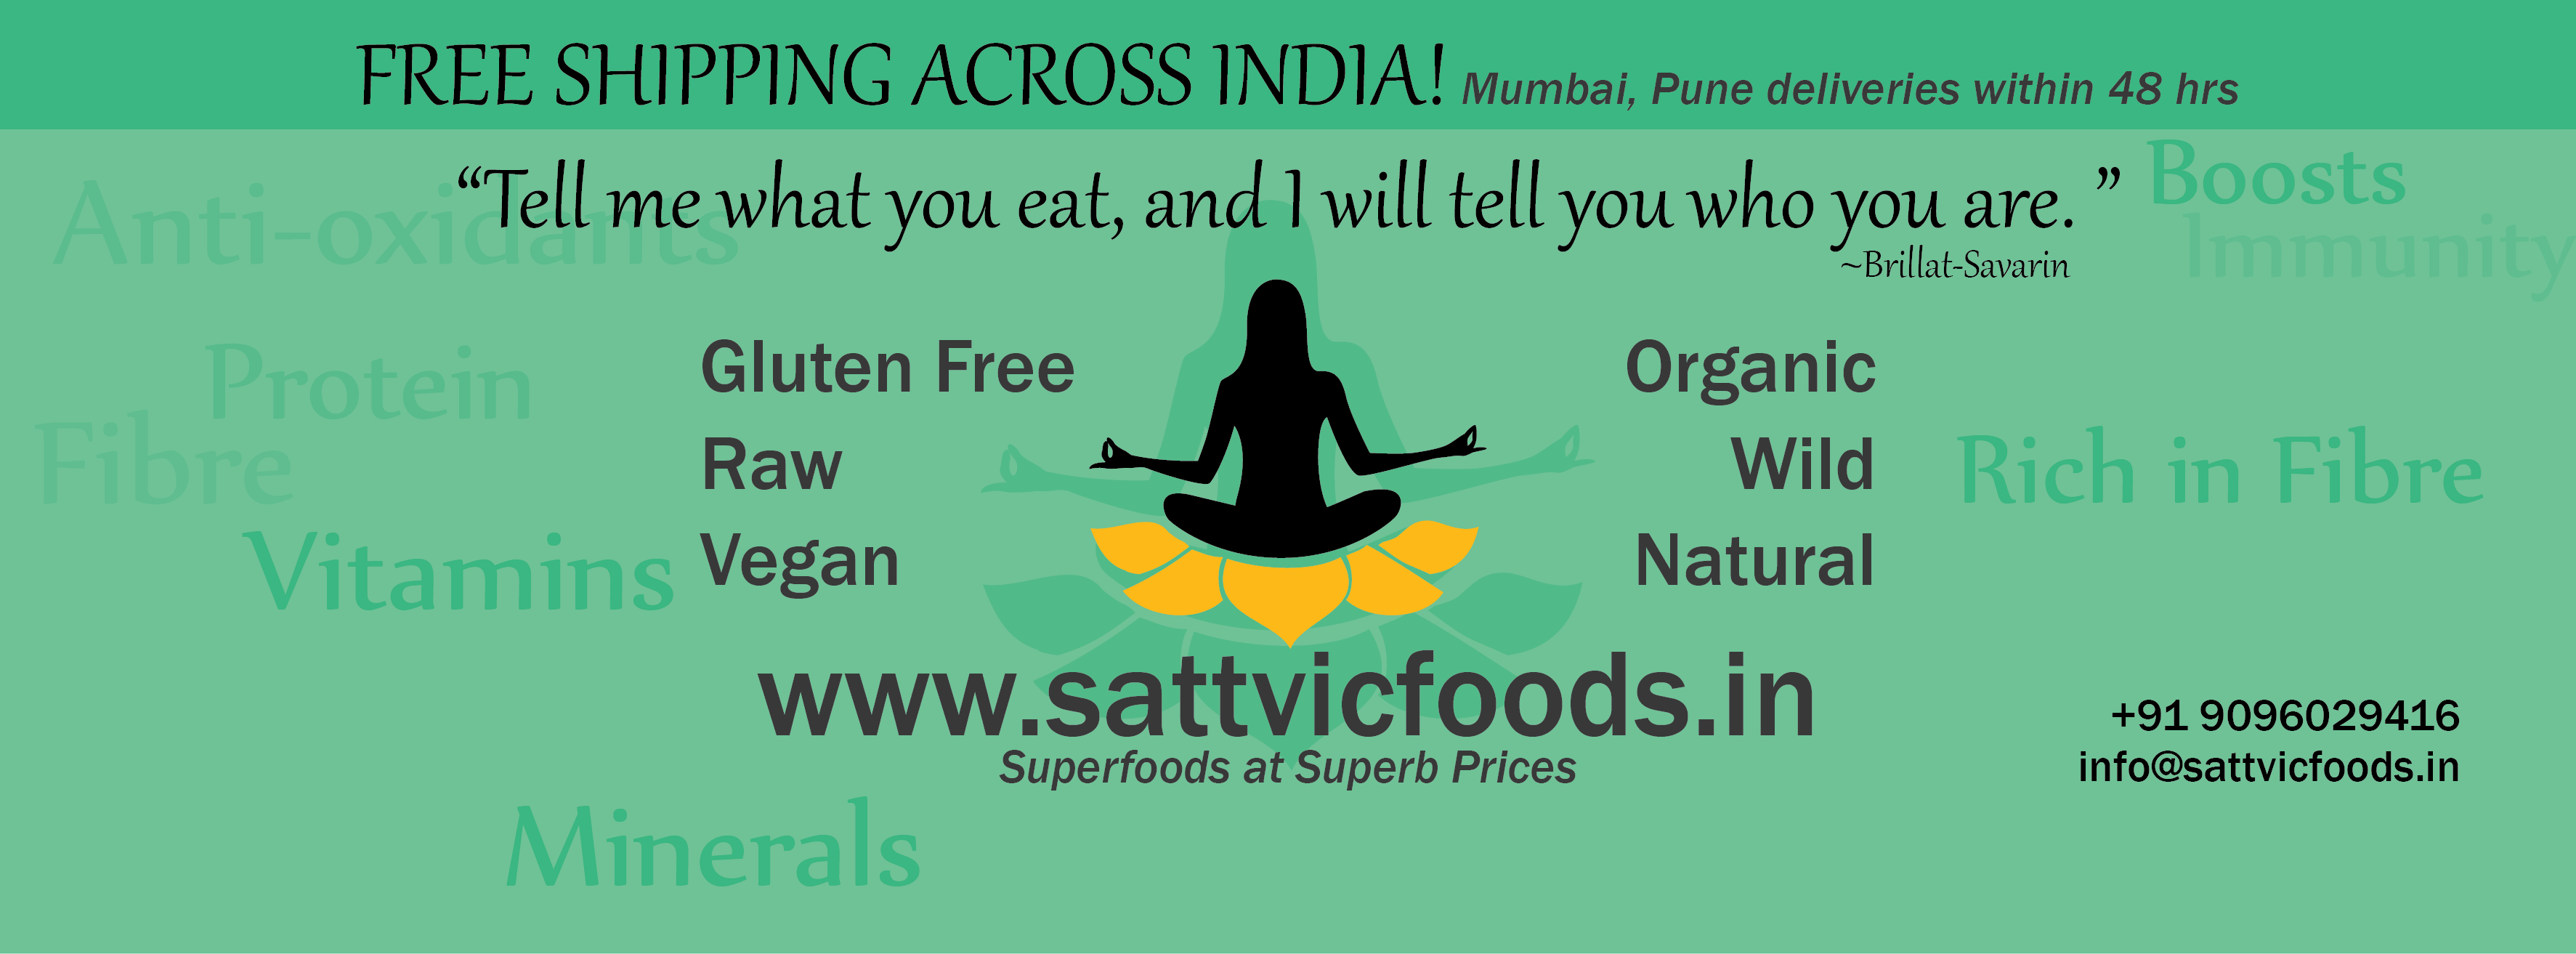 FREE SHIPPING ACROSS INDIA! Mumbai, Pune deliveries within 48 hrs
“Tell me what you eat, and I will tell you who you are. ”
~Brillat-Savarin
Anti-oxidants
Boosts
Immunity
Protein
Fibre
Vitamins
Gluten Free
Raw
Vegan
Organic
Wild
Natural
Rich in Fibre
www.sattvicfoods.in
Superfoods at Superb Prices
+91 9096029416
info@sattvicfoods.in
Minerals